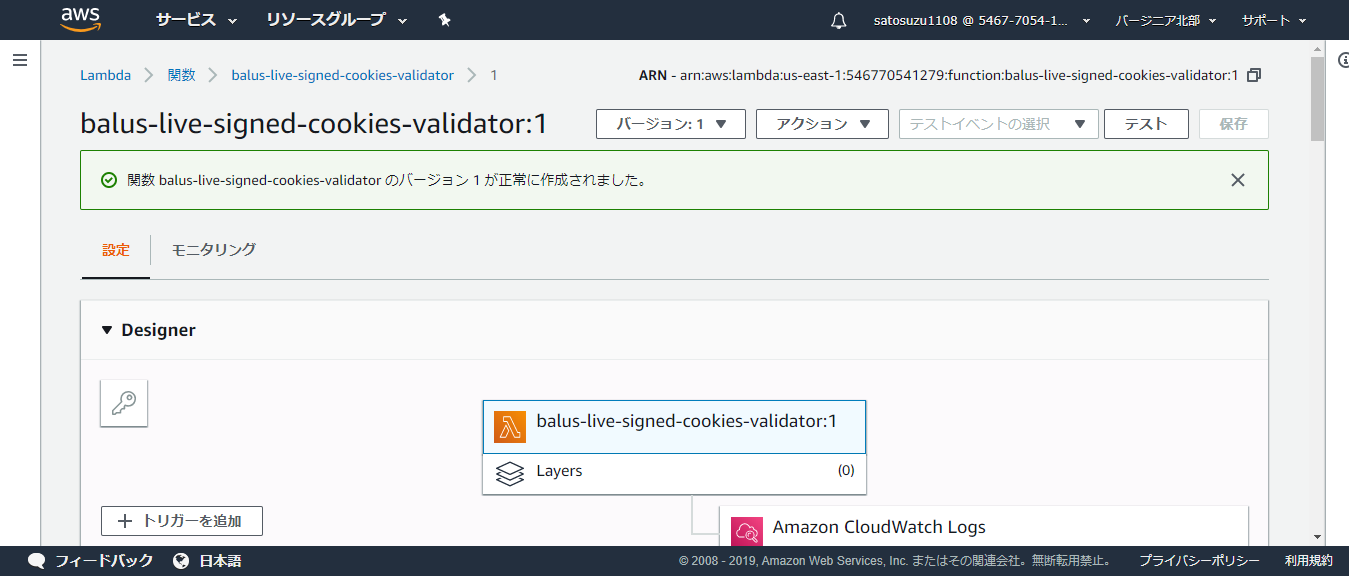 aws サービス リソースグループ satosuzu1108 @ 5467-7054-1... バージニア北部 サポート
Lambda 関数 balus-live-signed-cookies-validator 1 ARN - arn:aws:lambda:us-east-1:546770541279:function:balus-live-signed-cookies-validator:1
balus-live-signed-cookies-validator:1 バージョン: 1 アクション テストイベントの選択 テスト 保存
関数 balus-live-signed-cookies-validator のバージョン 1 が正常に作成されました。
設定 モニタリング
Designer
balus-live-signed-cookies-validator:1
Layers (0)
トリガーを追加
Amazon CloudWatch Logs
フィードバック 日本語 © 2008 - 2019, Amazon Web Services, Inc. またはその関連会社。無断転用禁止。 プライバシーポリシー 利用規約